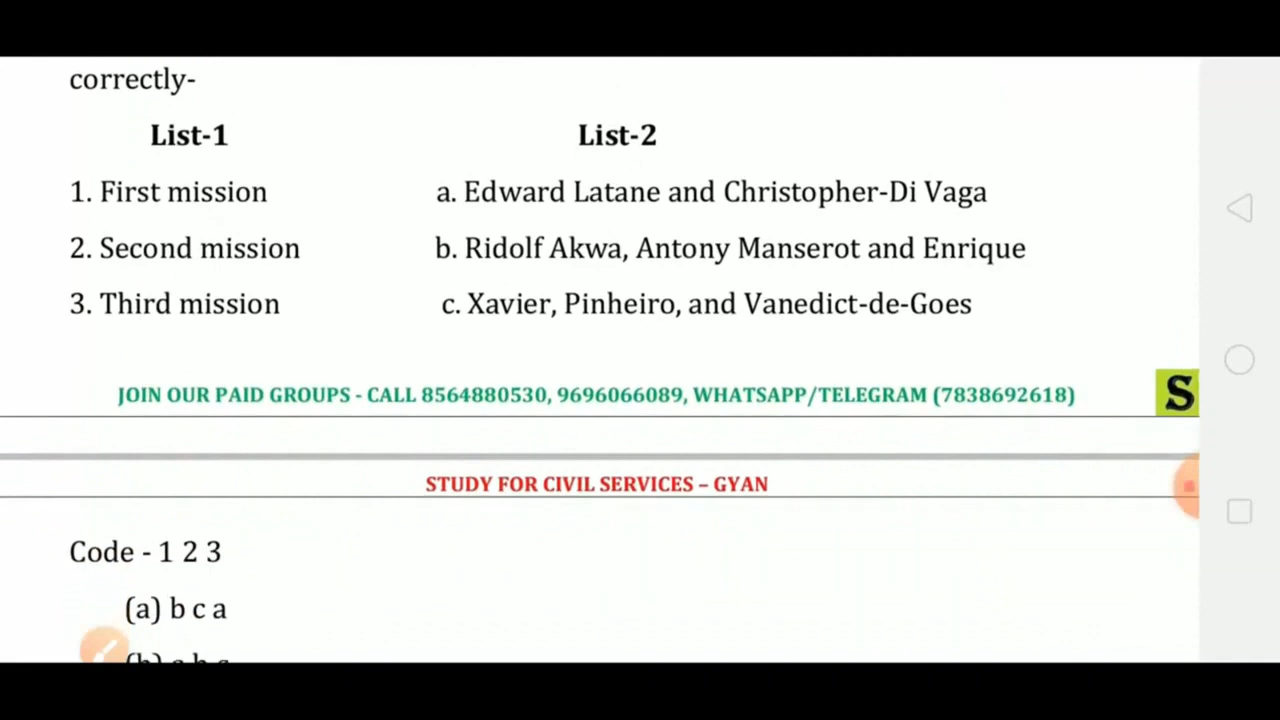 correctly-
List-1 List-2
1. First mission a. Edward Latane and Christopher-Di Vaga
2. Second mission b. Ridolf Akwa, Antony Manserot and Enrique
3. Third mission c. Xavier, Pinheiro, and Vanedict-de-Goes
JOIN OUR PAID GROUPS - CALL 8564880530, 9696066089, WHATSAPP/TELEGRAM (7838692618)
S
STUDY FOR CIVIL SERVICES – GYAN
Code - 1 2 3
(a) b c a